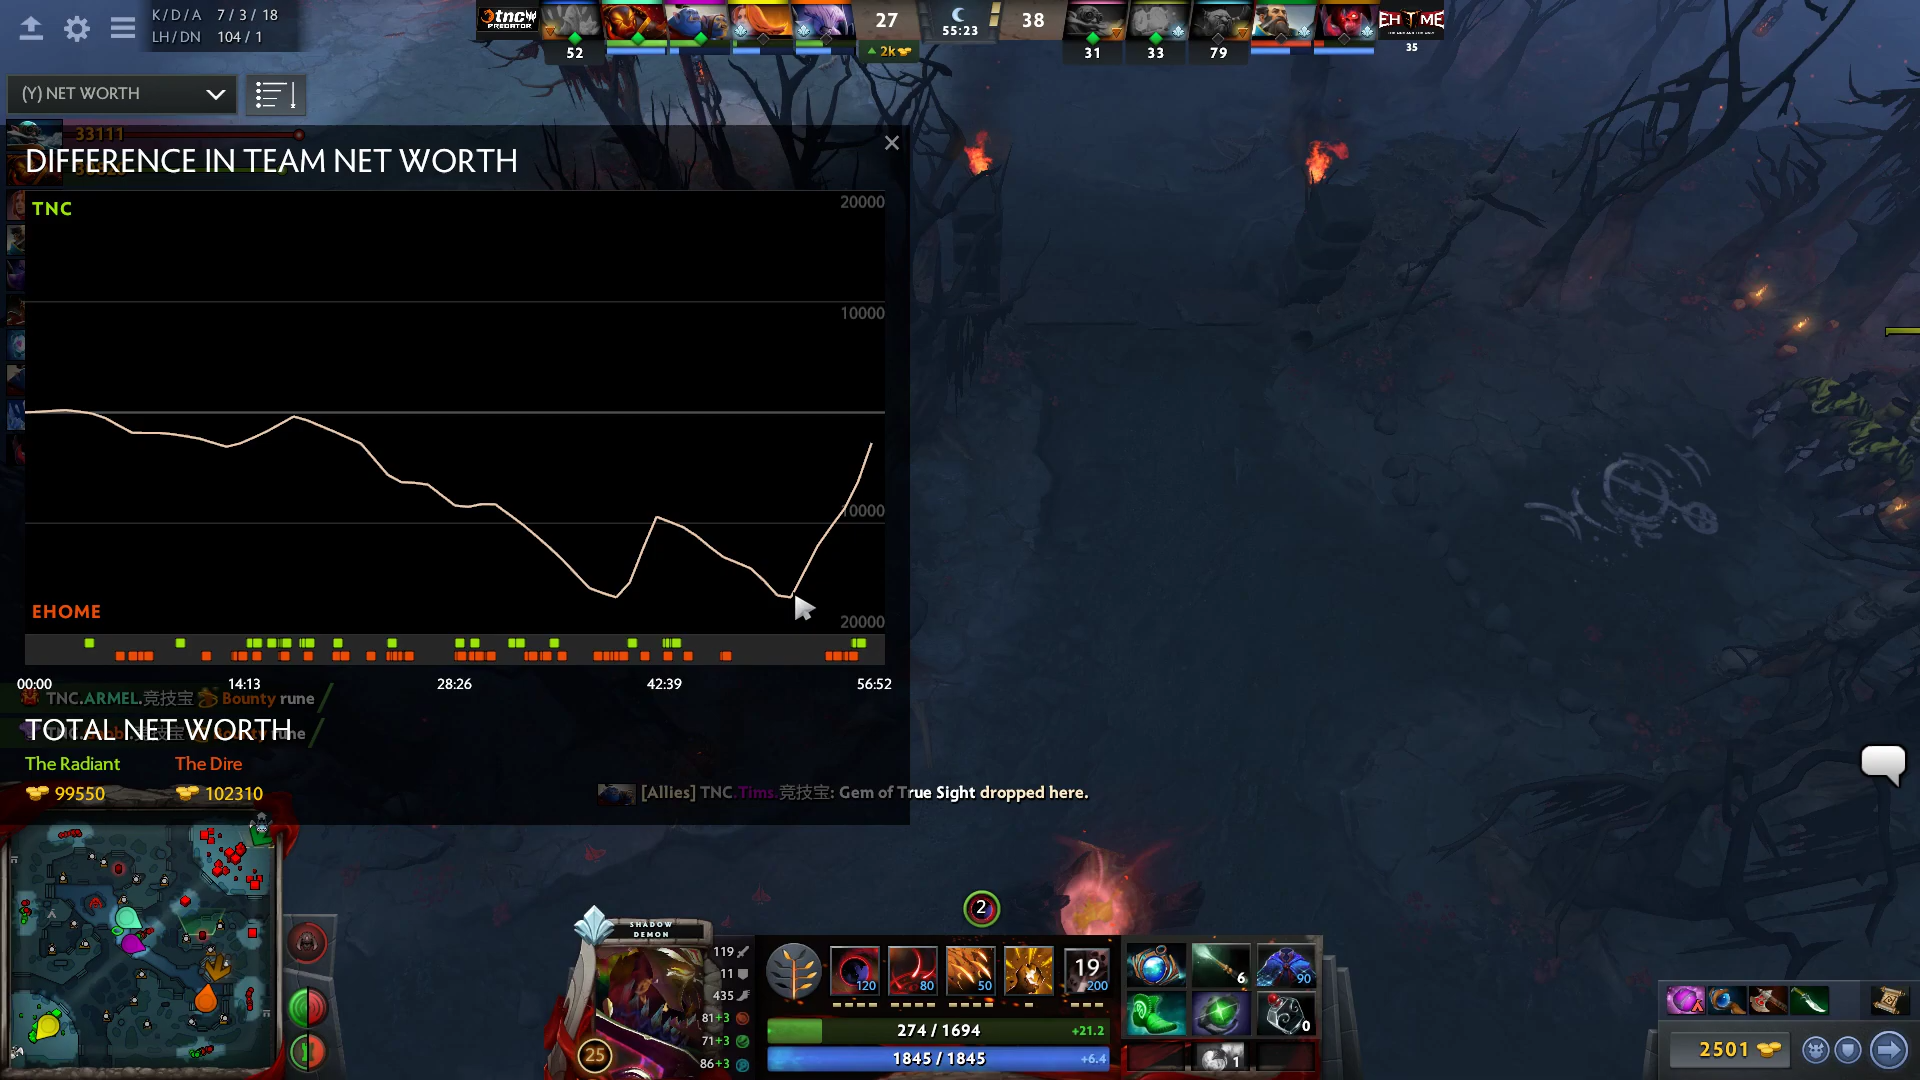 K/D/A 7 / 3 / 18
LH/DN 104 / 1
tnc
PREDATOR
27
55:23
38
EHOME
52
2k
31
33
79
35
(Y) NET WORTH
33111
DIFFERENCE IN TEAM NET WORTH
TNC
20000
10000
10000
EHOME
20000
00:00
14:13
28:26
42:39
56:52
TNC.ARMEL.竞技宝 Bounty rune
TOTAL NET WORTH
The Radiant
The Dire
99550
102310
[Allies] TNC.Tims.竞技宝: Gem of True Sight dropped here.
2
SHADOW
DEMON
119
11
435
81+3
71+3
86+3
25
120
80
50
19
200
274 / 1694
+21.2
1845 / 1845
+6.4
6
90
0
1
2501